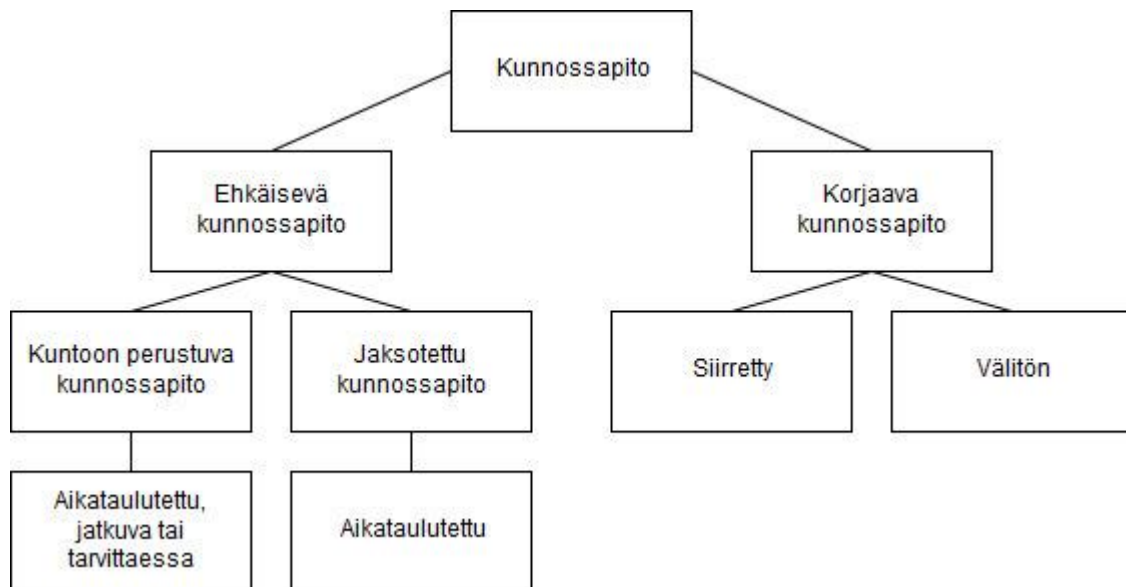 Kunnossapito
Ehkäisevä
kunnossapito
Korjaava
kunnossapito
Kuntoon perustuva
kunnossapito
Jaksotettu
kunnossapito
Siirretty
Välitön
Aikataulutettu,
jatkuva tai
tarvittaessa
Aikataulutettu